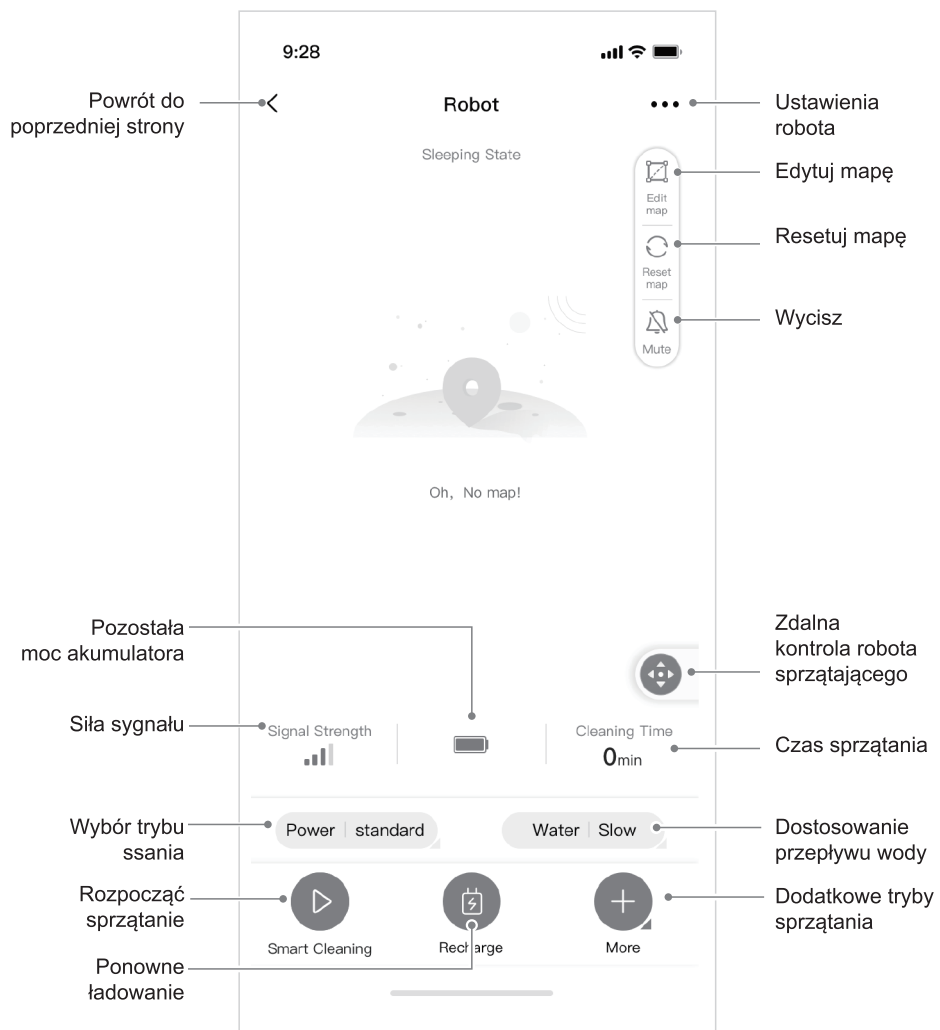 9:28
Powrót do
poprzedniej strony
Robot
Ustawienia
robota
Sleeping State
Edit
map
Edytuj mapę
Reset
map
Resetuj mapę
Mute
Wycisz
Oh, No map!
Pozostała
moc akumulatora
Zdalna
kontrola robota
sprzątającego
Siła sygnału
Signal Strength
Cleaning Time
0min
Czas sprzątania
Wybór trybu
ssania
Power standard
Water Slow
Dostosowanie
przepływu wody
Rozpocząć
sprzątanie
Smart Cleaning
Recharge
More
Dodatkowe tryby
sprzątania
Ponowne
ładowanie